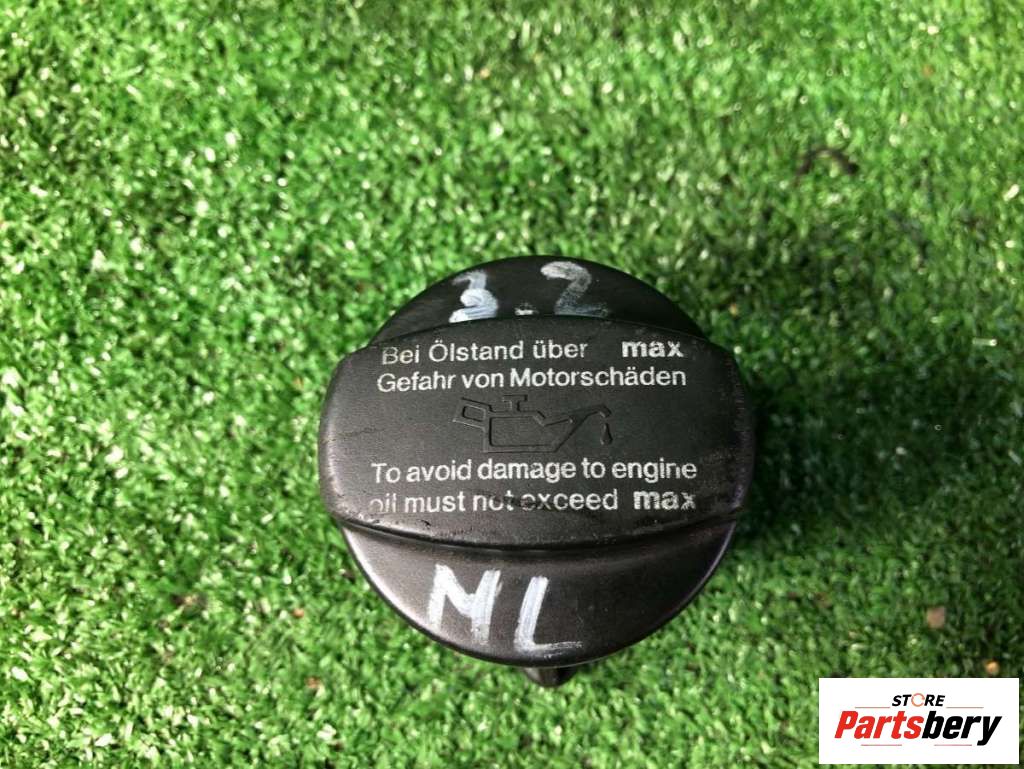 3.2
Bei Ölstand über max
Gefahr von Motorschäden
To avoid damage to engine
oil must not exceed max
ML
STORE
Partsbery